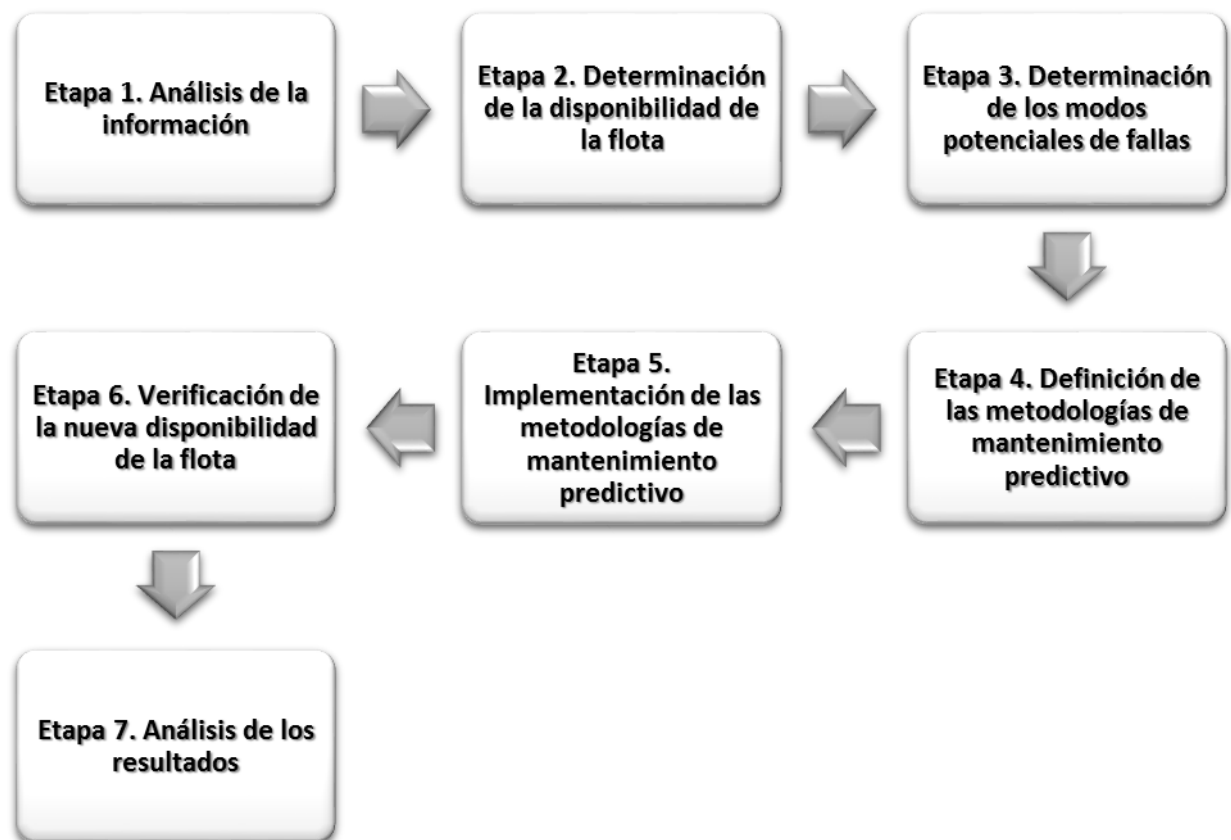 Etapa 1. Análisis de la
información
Etapa 2. Determinación
de la disponibilidad de
la flota
Etapa 3. Determinación
de los modos
potenciales de fallas
Etapa 4. Definición de
las metodologías de
mantenimiento
predictivo
Etapa 5.
Implementación de las
metodologías de
mantenimiento
predictivo
Etapa 6. Verificación de
la nueva disponibilidad
de la flota
Etapa 7. Análisis de los
resultados